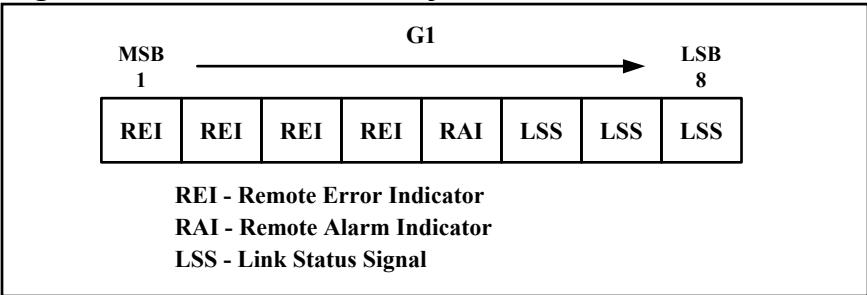 G1
MSB LSB
1 8
REI REI REI REI RAI LSS LSS LSS
REI - Remote Error Indicator
RAI - Remote Alarm Indicator
LSS - Link Status Signal